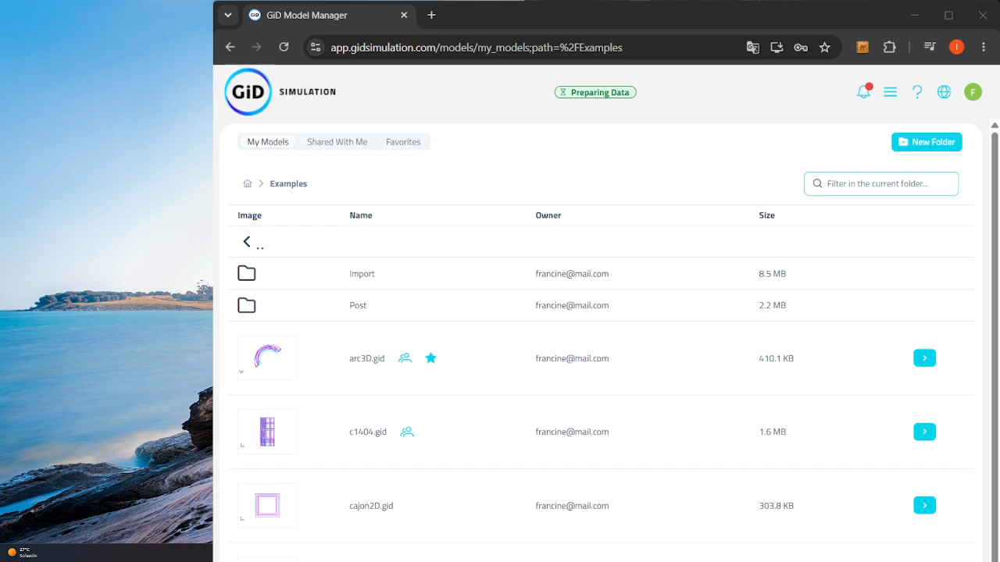 GiD Model Manager
app.gidsimulation.com/models/my_models;path=%2FExamples
I
GiD SIMULATION
Preparing Data
F
My Models Shared With Me Favorites
New Folder
Examples
Filter in the current folder...
Image Name Owner Size
..
Import francine@mail.com 8.5 MB
Post francine@mail.com 2.2 MB
arc3D.gid francine@mail.com 410.1 KB
c1404.gid francine@mail.com 1.6 MB
cajon2D.gid francine@mail.com 303.8 KB
27°C
Soleado